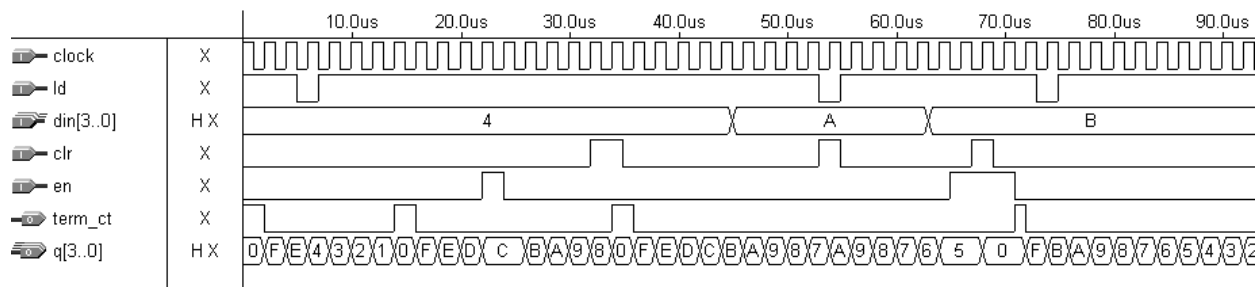 10.0us 20.0us 30.0us 40.0us 50.0us 60.0us 70.0us 80.0us 90.0us
clock X
ld X
din[3..0] H X 4 A B
clr X
en X
term_ct X
q[3..0] H X 0 F E 4 3 2 1 0 F E D C B A 9 8 0 F E D C B A 9 8 7 A 9 8 7 6 5 0 F B A 9 8 7 6 5 4 3 2